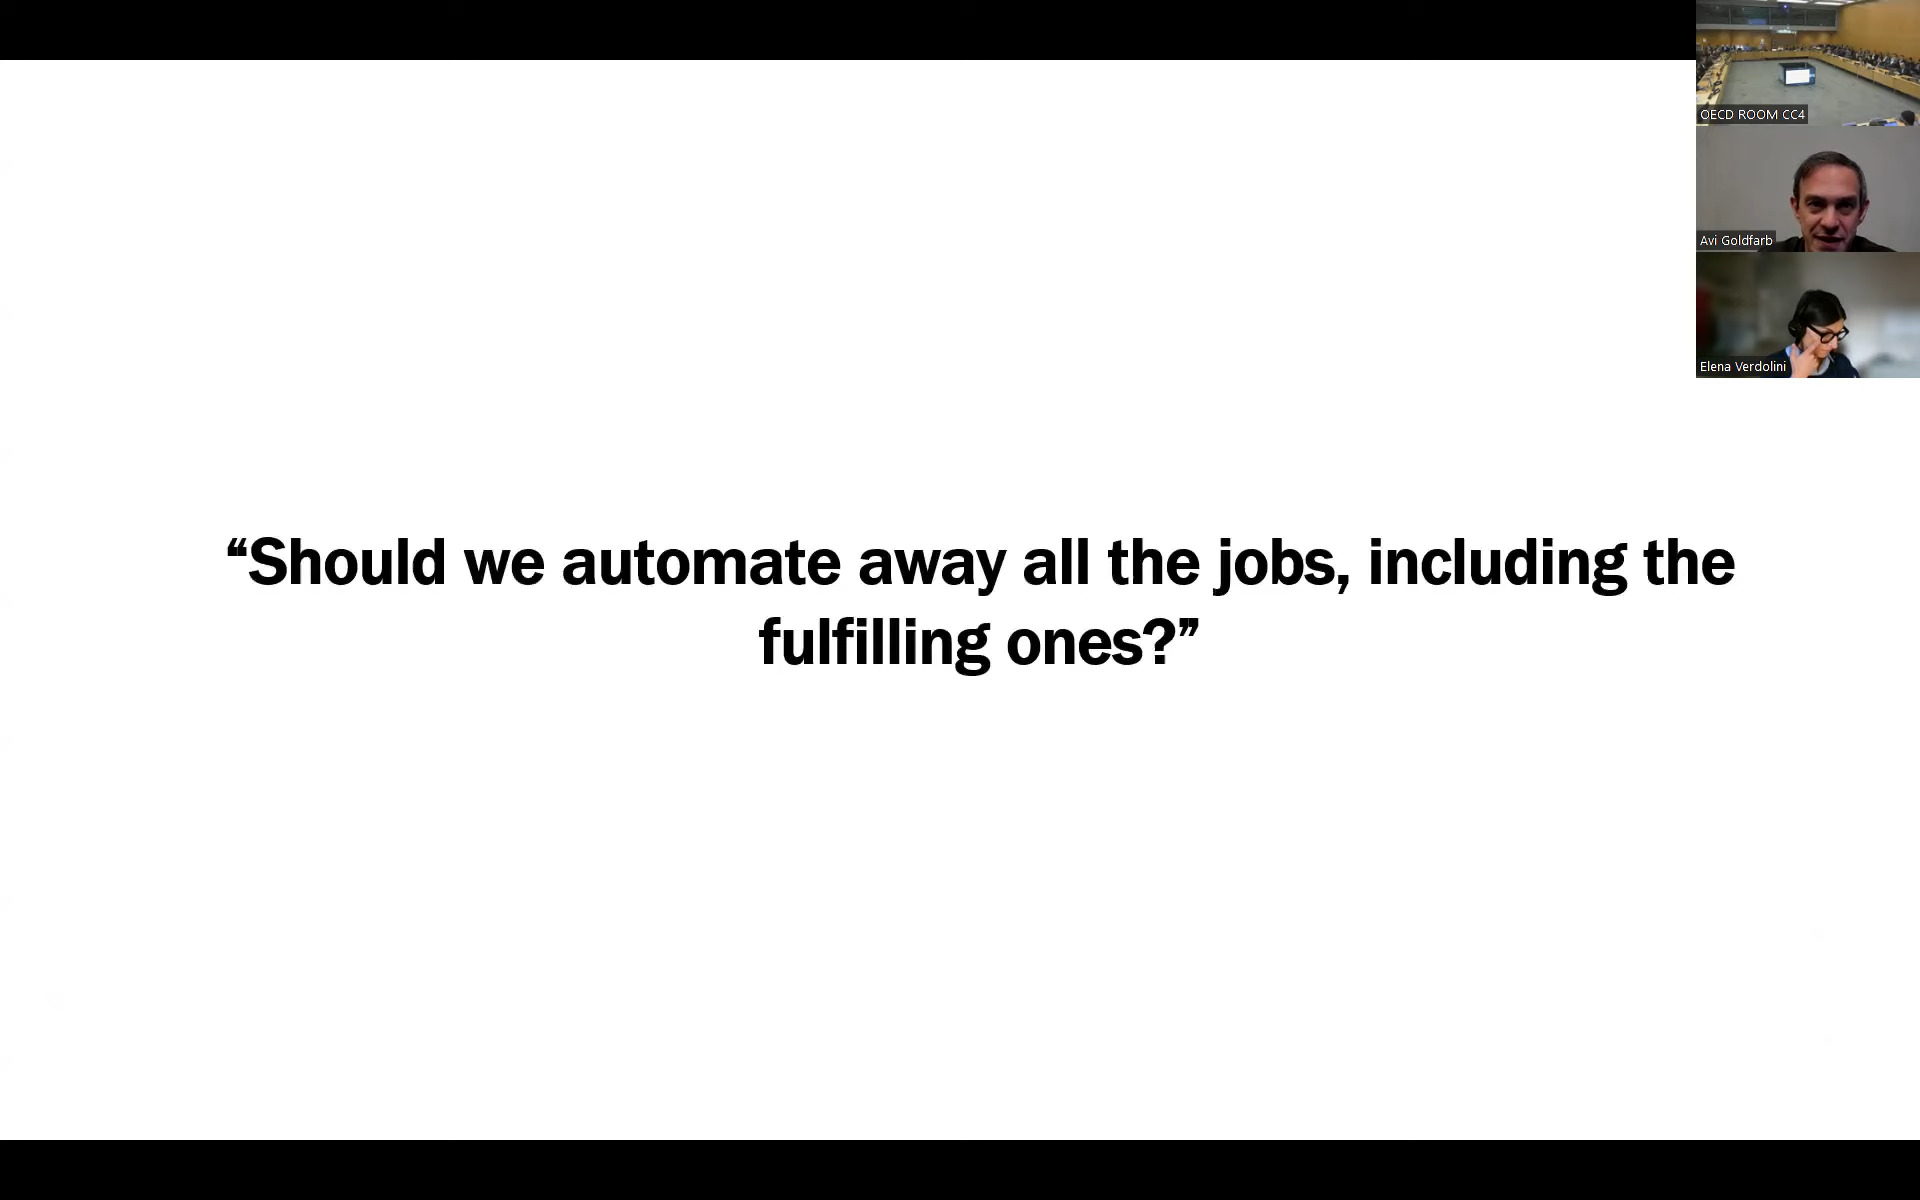 OECD ROOM CC4
Avi Goldfarb
Elena Verdolini
“Should we automate away all the jobs, including the
fulfilling ones?”